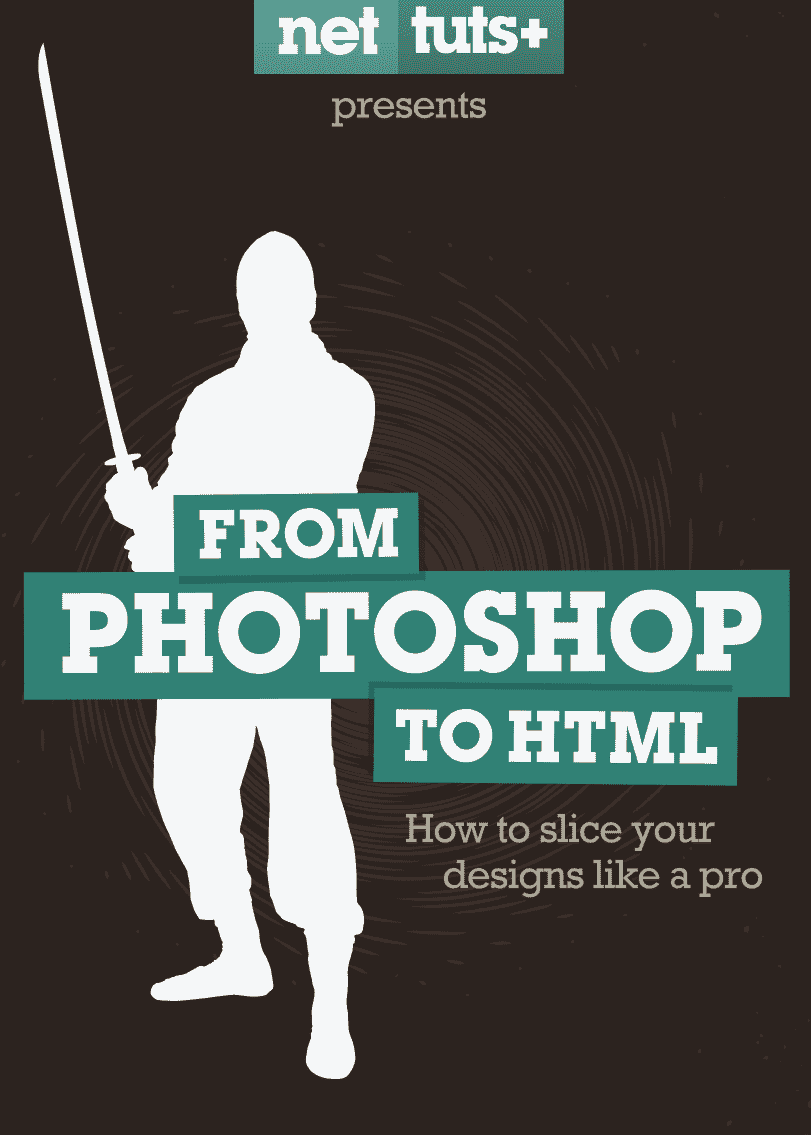 net tuts+
presents
FROM
PHOTOSHOP
TO HTML
How to slice your
designs like a pro